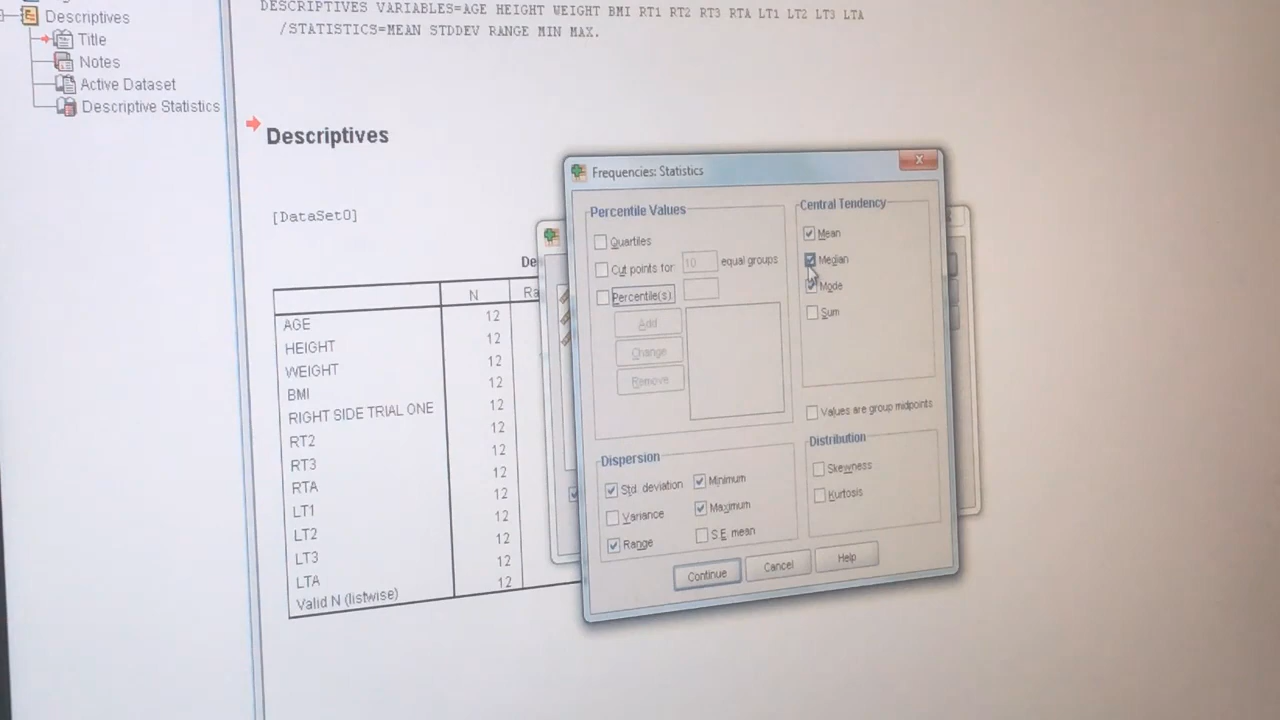 Descriptives
Title
Notes
Active Dataset
Descriptive Statistics
DESCRIPTIVES VARIABLES=AGE HEIGHT WEIGHT BMI RT1 RT2 RT3 RTA LT1 LT2 LT3 LTA
/STATISTICS=MEAN STDDEV RANGE MIN MAX.
Descriptives
[DataSet0]
De
N Ra
AGE 12
HEIGHT 12
WEIGHT 12
BMI 12
RIGHT SIDE TRIAL ONE 12
RT2 12
RT3 12
RTA 12
LT1 12
LT2 12
LT3 12
LTA 12
Valid N (listwise) 12
Frequencies: Statistics
Percentile Values
Quartiles
Cut points for: 10 equal groups
Percentile(s):
Add
Change
Remove
Central Tendency
Mean
Median
Mode
Sum
Values are group midpoints
Dispersion
Std. deviation Minimum
Variance Maximum
Range S.E. mean
Distribution
Skewness
Kurtosis
Continue Cancel Help